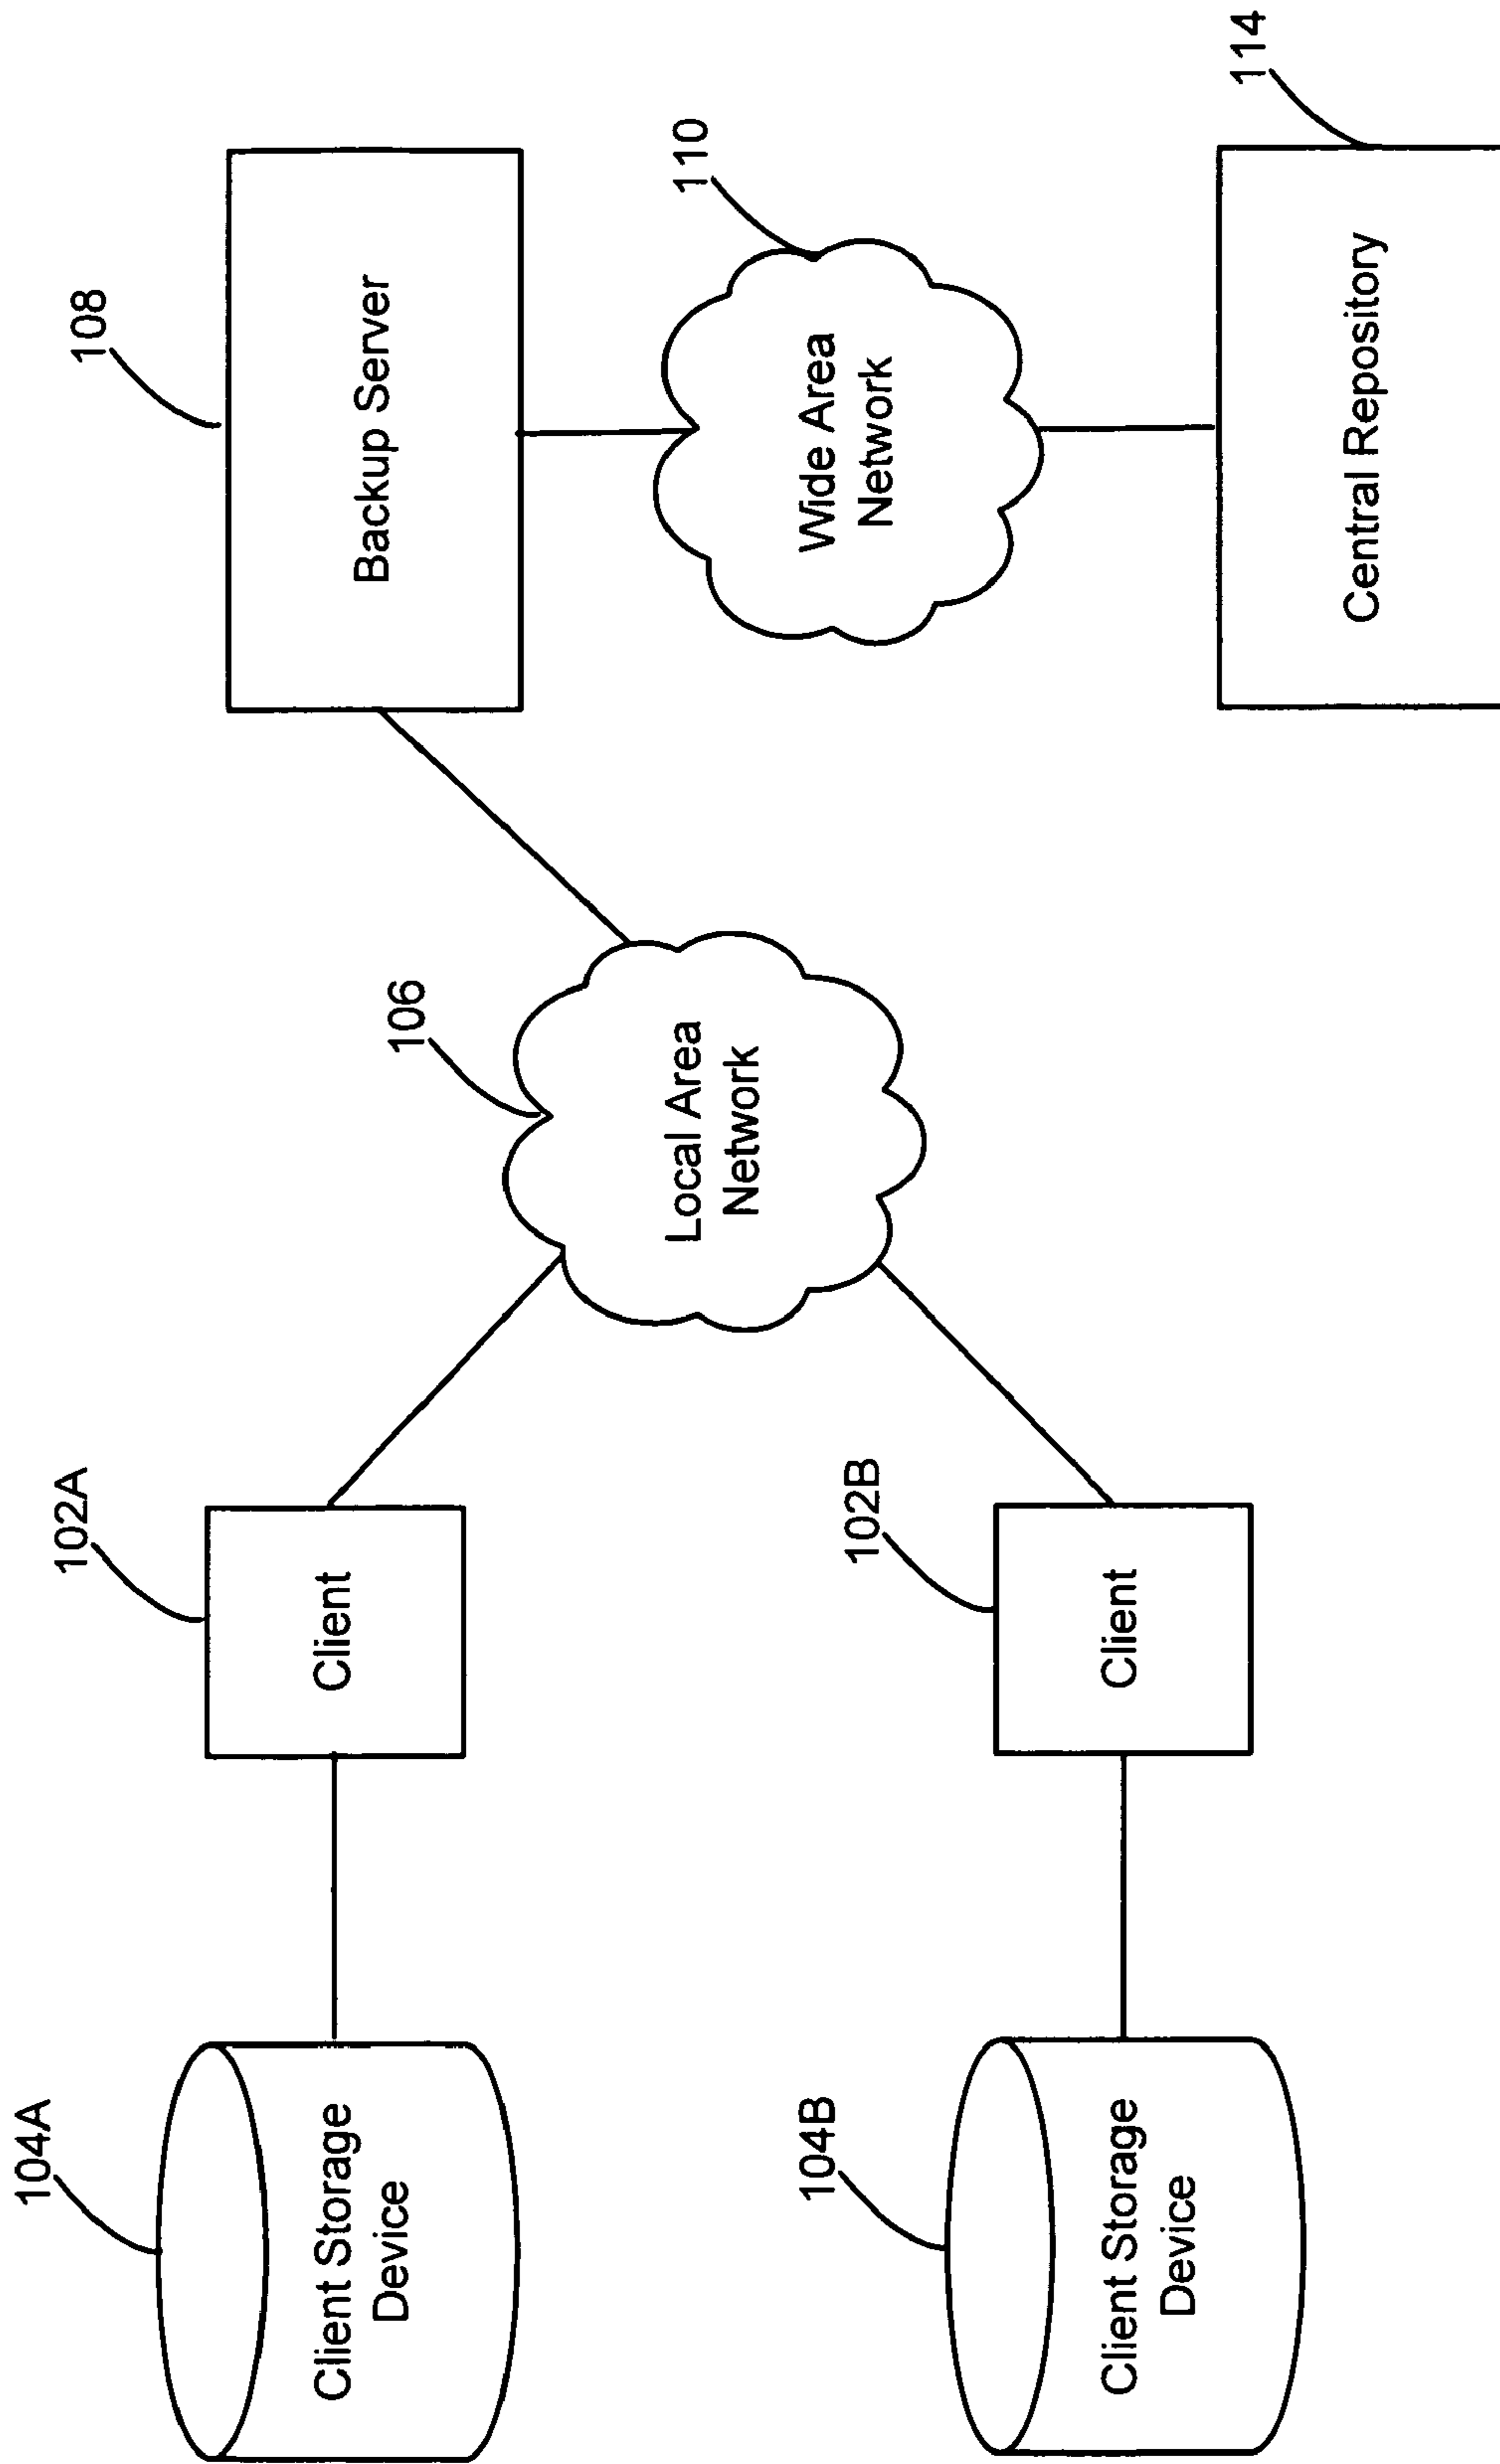 104A
Client Storage
Device
102A
Client
106
Local Area
Network
108
Backup Server
110
Wide Area
Network
104B
Client Storage
Device
102B
Client
114
Central Repository